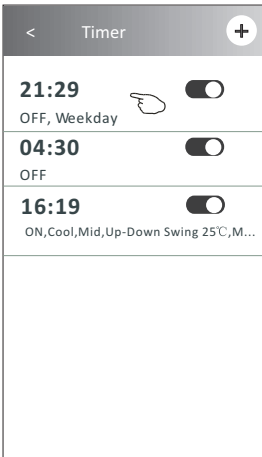 < Timer +
21:29
OFF, Weekday
04:30
OFF
16:19
ON,Cool,Mid,Up-Down Swing 25℃,M...